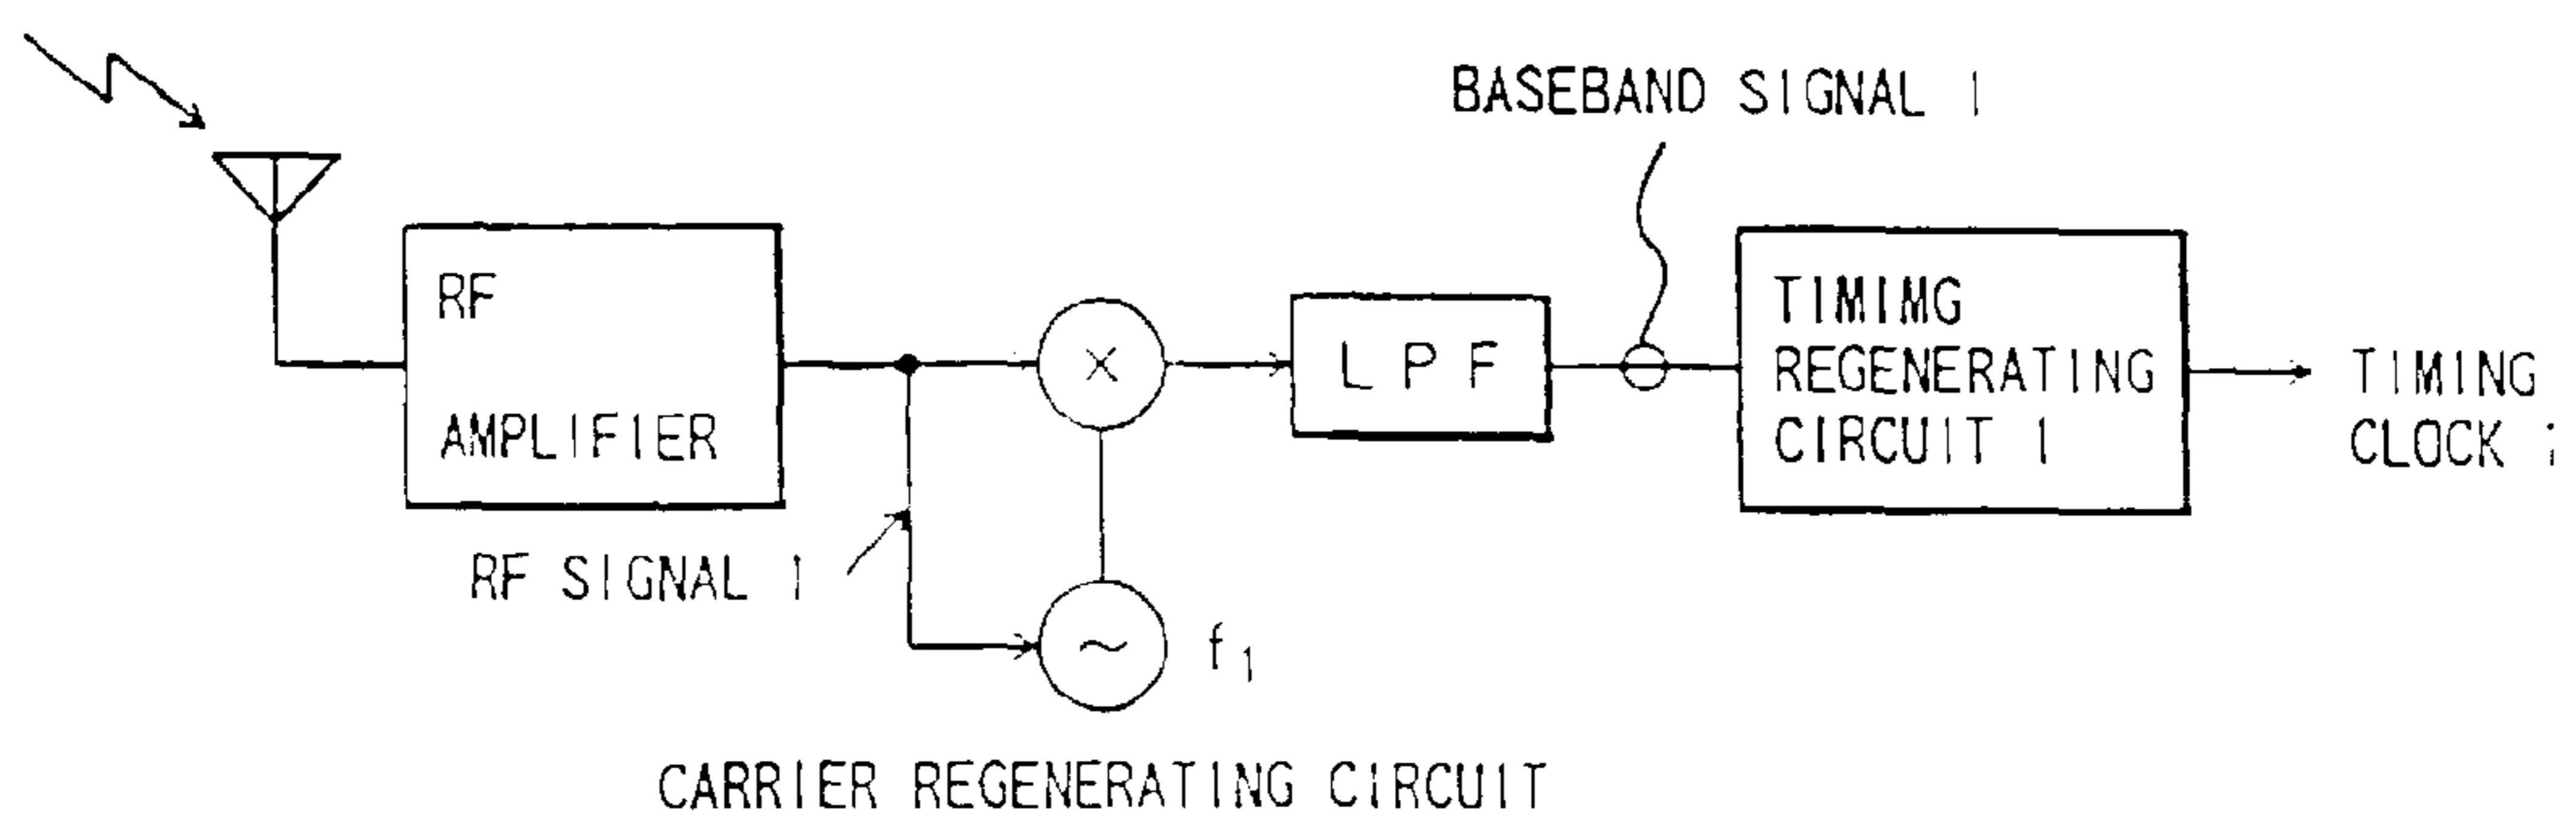 BASEBAND SIGNAL 1
RF
AMPLIFIER
×
LPF
TIMIMG
REGENERATING
CIRCUIT 1
TIMING
CLOCK 1
RF SIGNAL 1
~
f1
CARRIER REGENERATING CIRCUIT